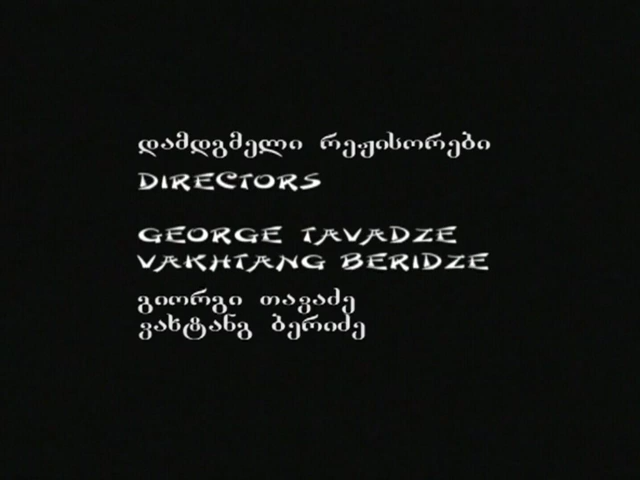 დამდგმელი რეჟისორები
DIRECTORS
GEORGE TAVADZE
VAKHTANG BERIDZE
გიორგი თავაძე
ვახტანგ ბერიძე